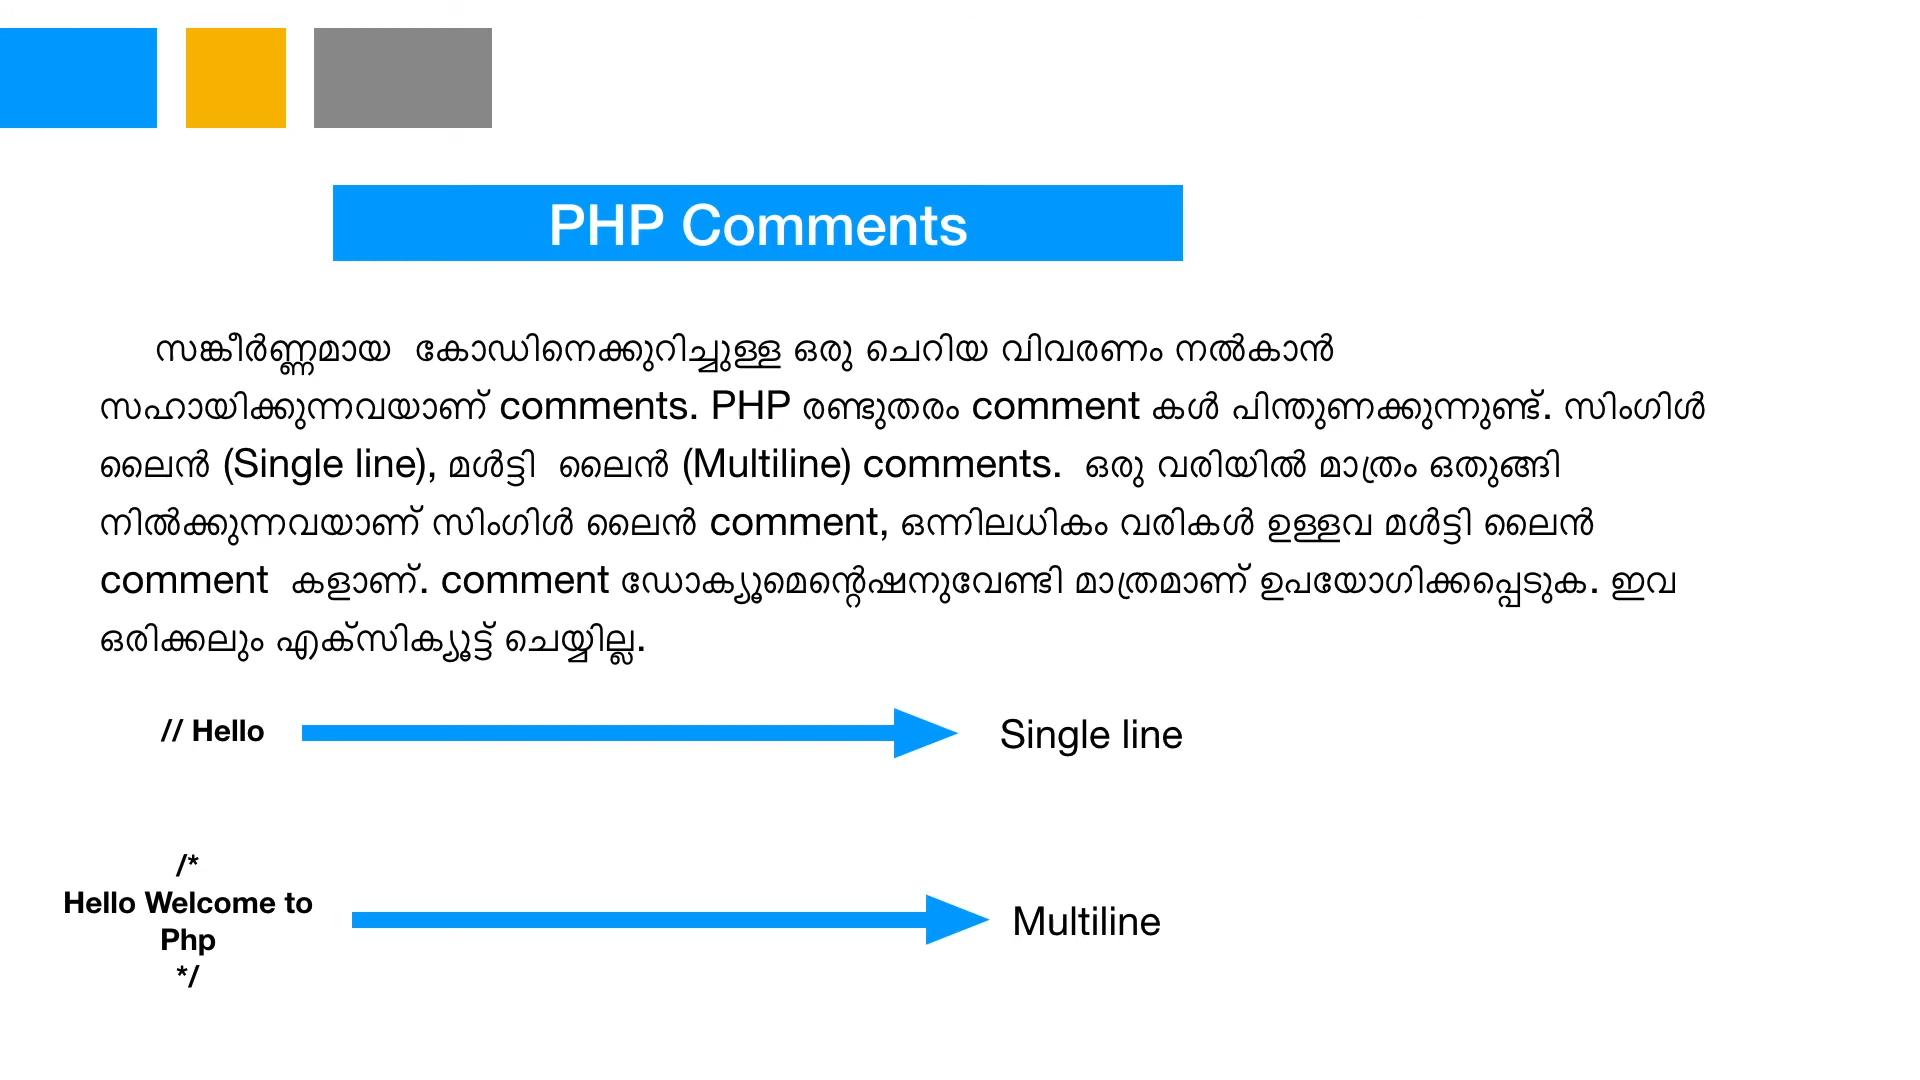 PHP Comments
സങ്കീർണ്ണമായ കോഡിനെക്കുറിച്ചുള്ള ഒരു ചെറിയ വിവരണം നൽകാൻ
സഹായിക്കുന്നവയാണ് comments. PHP രണ്ടുതരം comment കൾ പിന്തുണക്കുന്നുണ്ട്. സിംഗിൾ
ലൈൻ (Single line), മൾട്ടി ലൈൻ (Multiline) comments. ഒരു വരിയിൽ മാത്രം ഒതുങ്ങി
നിൽക്കുന്നവയാണ് സിംഗിൾ ലൈൻ comment, ഒന്നിലധികം വരികൾ ഉള്ളവ മൾട്ടി ലൈൻ
comment കളാണ്. comment ഡോക്യൂമെന്റെഷനുവേണ്ടി മാത്രമാണ് ഉപയോഗിക്കപ്പെടുക. ഇവ
ഒരിക്കലും എക്സിക്യൂട്ട് ചെയ്യില്ല.
// Hello
Single line
/*
Hello Welcome to
Php
*/
Multiline